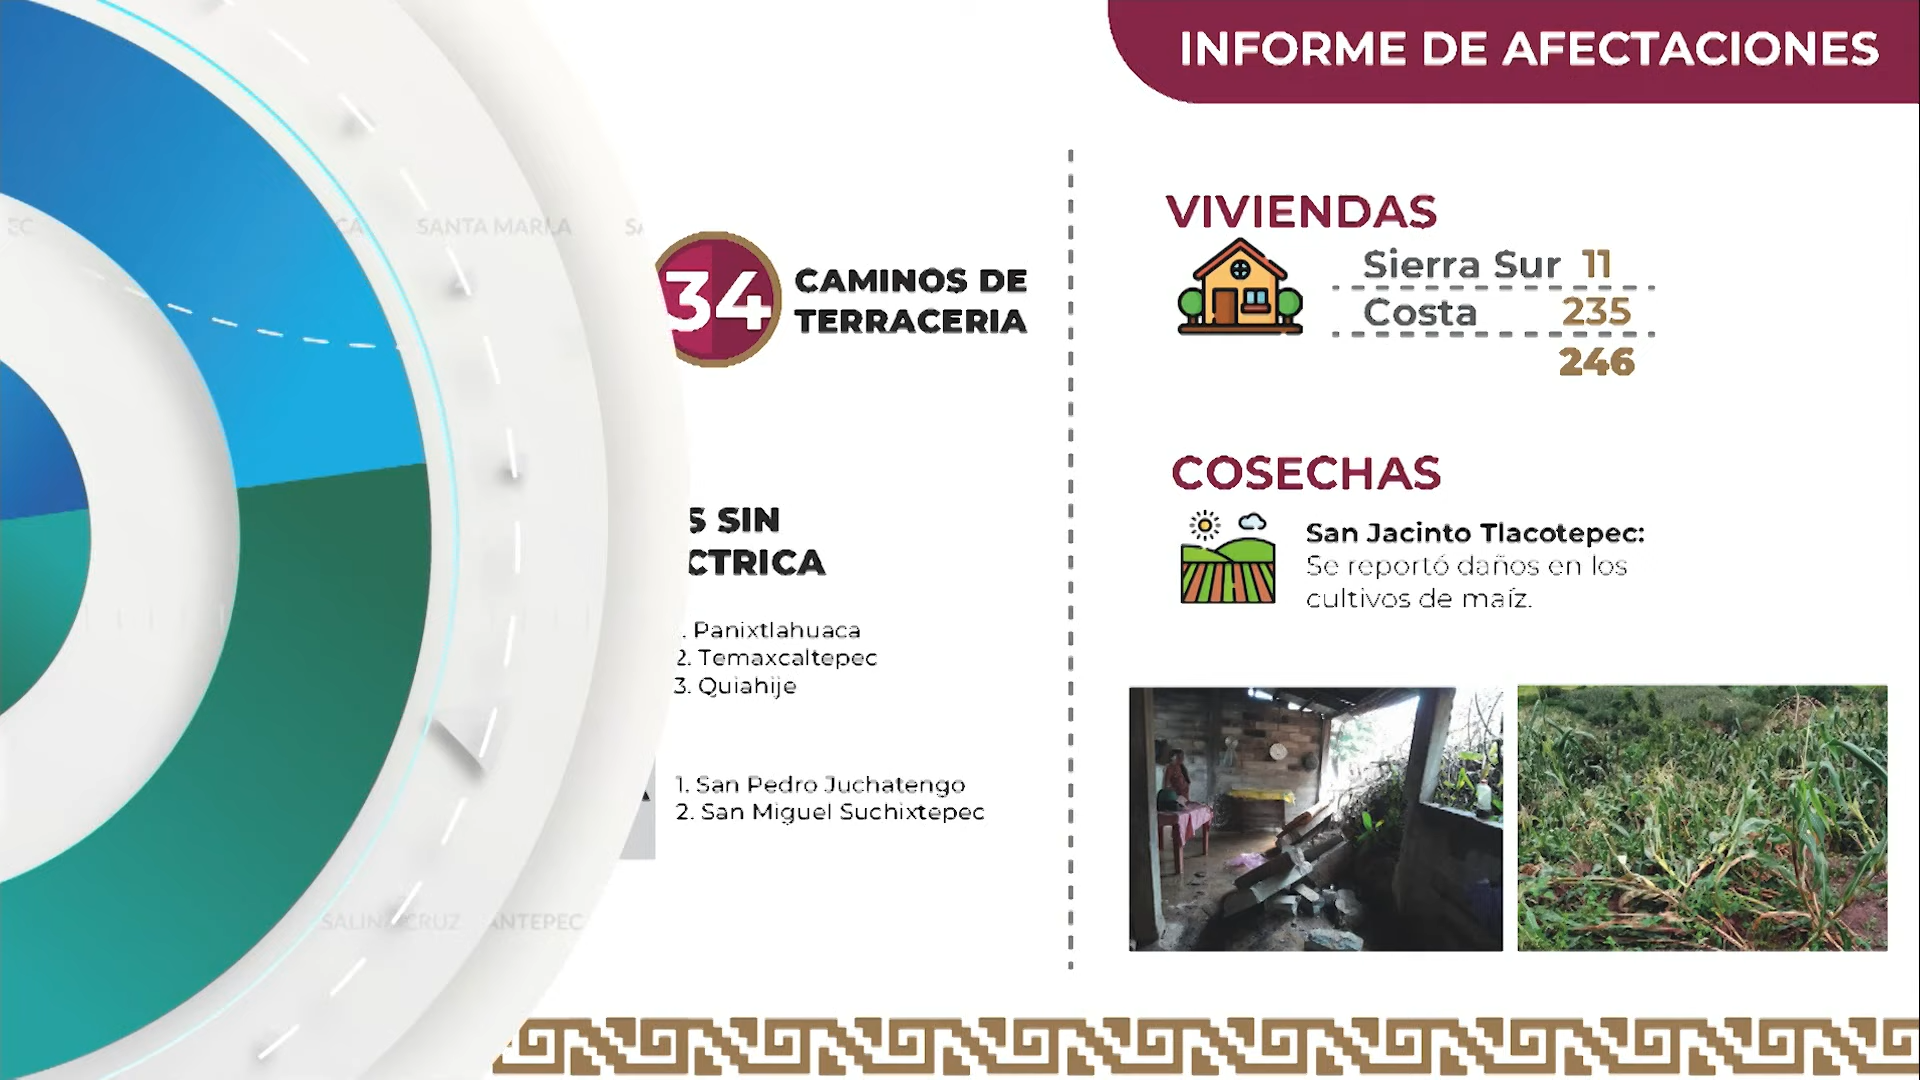 INFORME DE AFECTACIONES
SANTA MARIA
34
CAMINOS DE
TERRACERIA
S SIN
CTRICA
. Panixtlahuaca
2. Temaxcaltepec
3. Quiahije
1. San Pedro Juchatengo
2. San Miguel Suchixtepec
SALINA CRUZ
ANTEPEC
VIVIENDAS
Sierra Sur 11
Costa 235
246
COSECHAS
San Jacinto Tlacotepec:
Se reportó daños en los
cultivos de maíz.